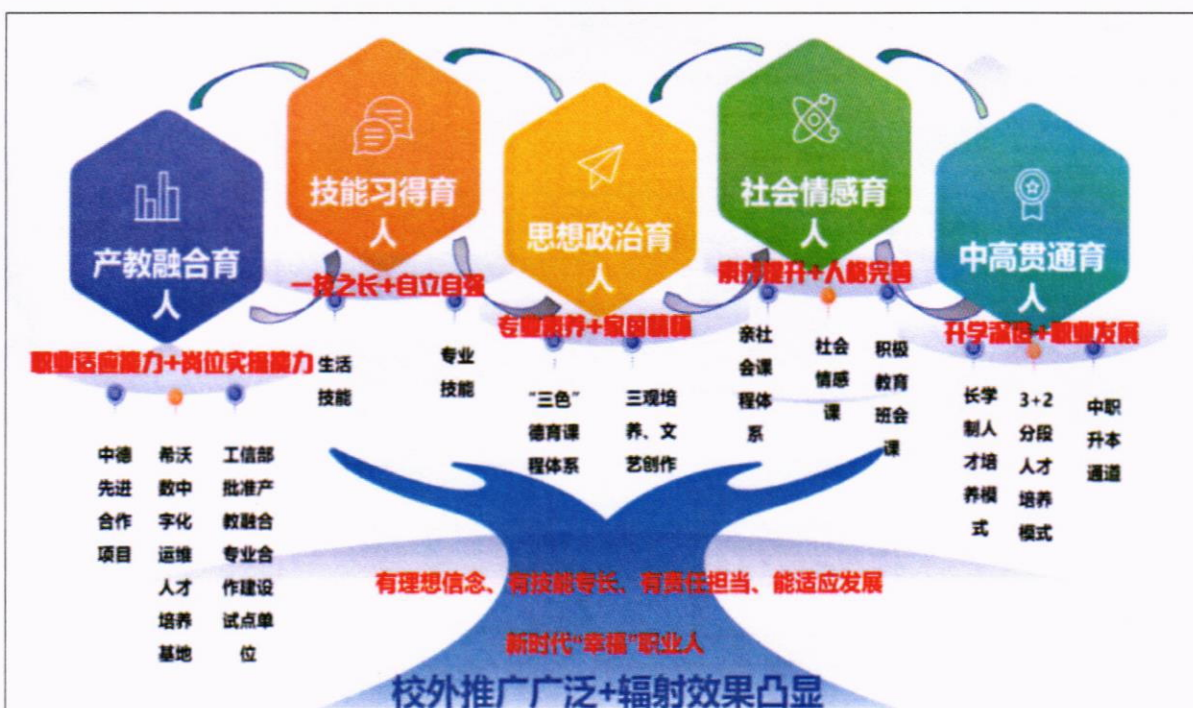 产教融合育
人
职业适应能力+岗位实操能力
中德
先进
合作
项目
希沃
数中
字化
运维
人才
培养
基地
工信部
批准产
教融合
专业合
作建设
试点单
位
技能习得育
人
一技之长+自立自强
生活
技能
专业
技能
思想政治育
人
专业素养+家国情怀
“三色”
德育课
程体系
三观培
养、文
艺创作
社会情感育
人
素养提升+人格完善
亲社
会课
程体
系
社会
情感
课
积极
教育
班会
课
中高贯通育
人
升学深造+职业发展
长学
制人
才培
养模
式
3+2
分段
人才
培养
模式
中职
升本
通道
有理想信念、有技能专长、有责任担当、能适应发展
新时代“幸福”职业人
校外推广广泛+辐射效果凸显